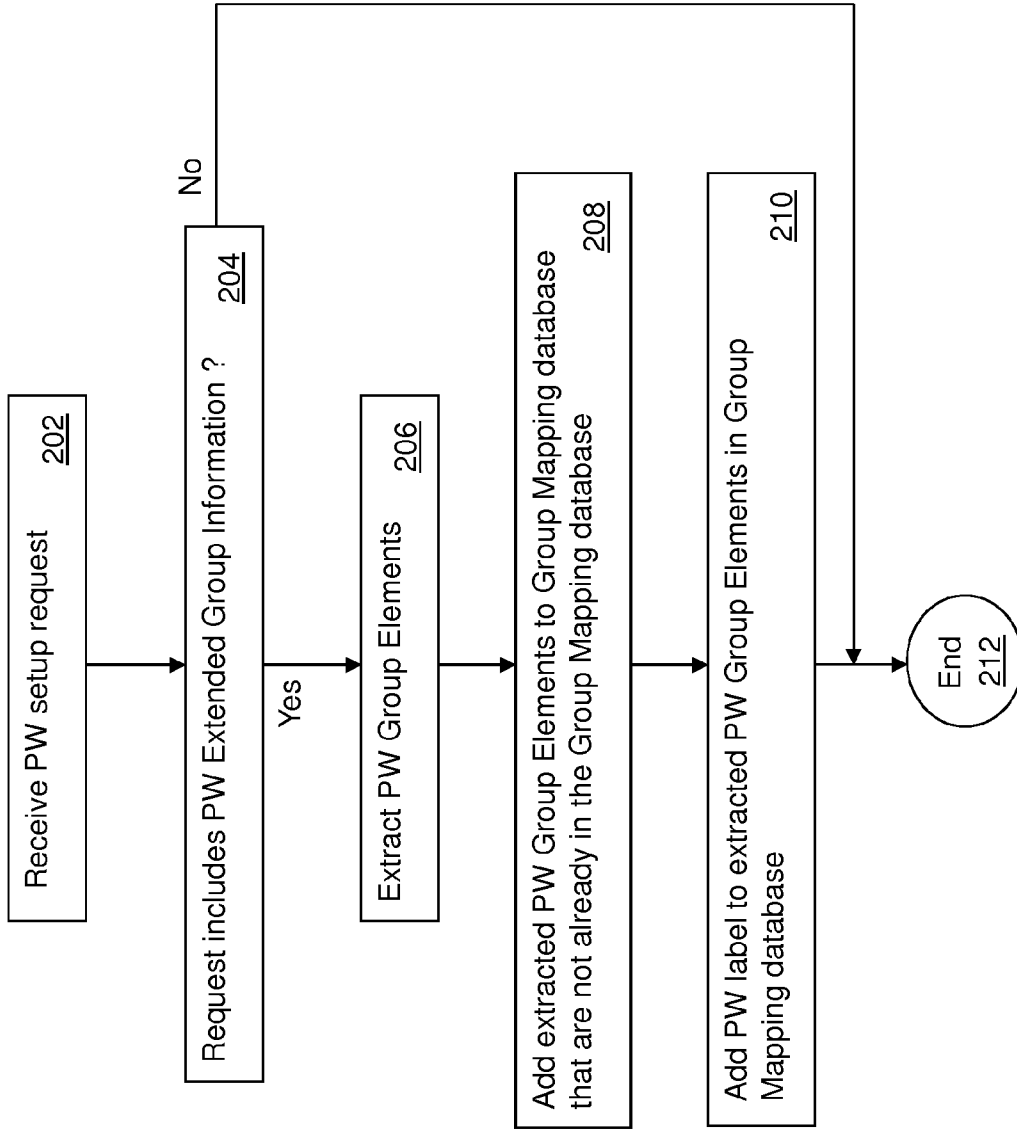 Receive PW setup request
202
Request includes PW Extended Group Information ?
204
No
Yes
Extract PW Group Elements
206
Add extracted PW Group Elements to Group Mapping database
that are not already in the Group Mapping database
208
Add PW label to extracted PW Group Elements in Group
Mapping database
210
End
212